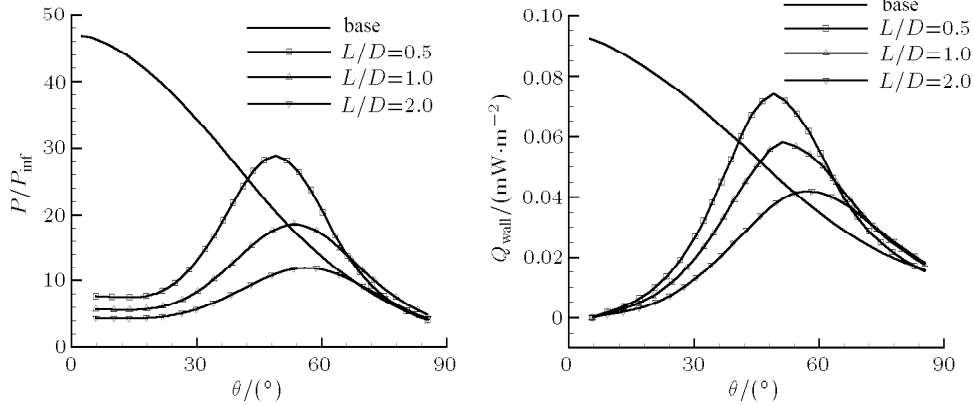 base
L/D=0.5
L/D=1.0
L/D=2.0
50
40
30
20
10
0
P/P_inf
0 30 60 90
θ/(°)
base
L/D=0.5
L/D=1.0
L/D=2.0
0.10
0.08
0.06
0.04
0.02
0
Q_wall/(mW·m⁻²)
0 30 60 90
θ/(°)